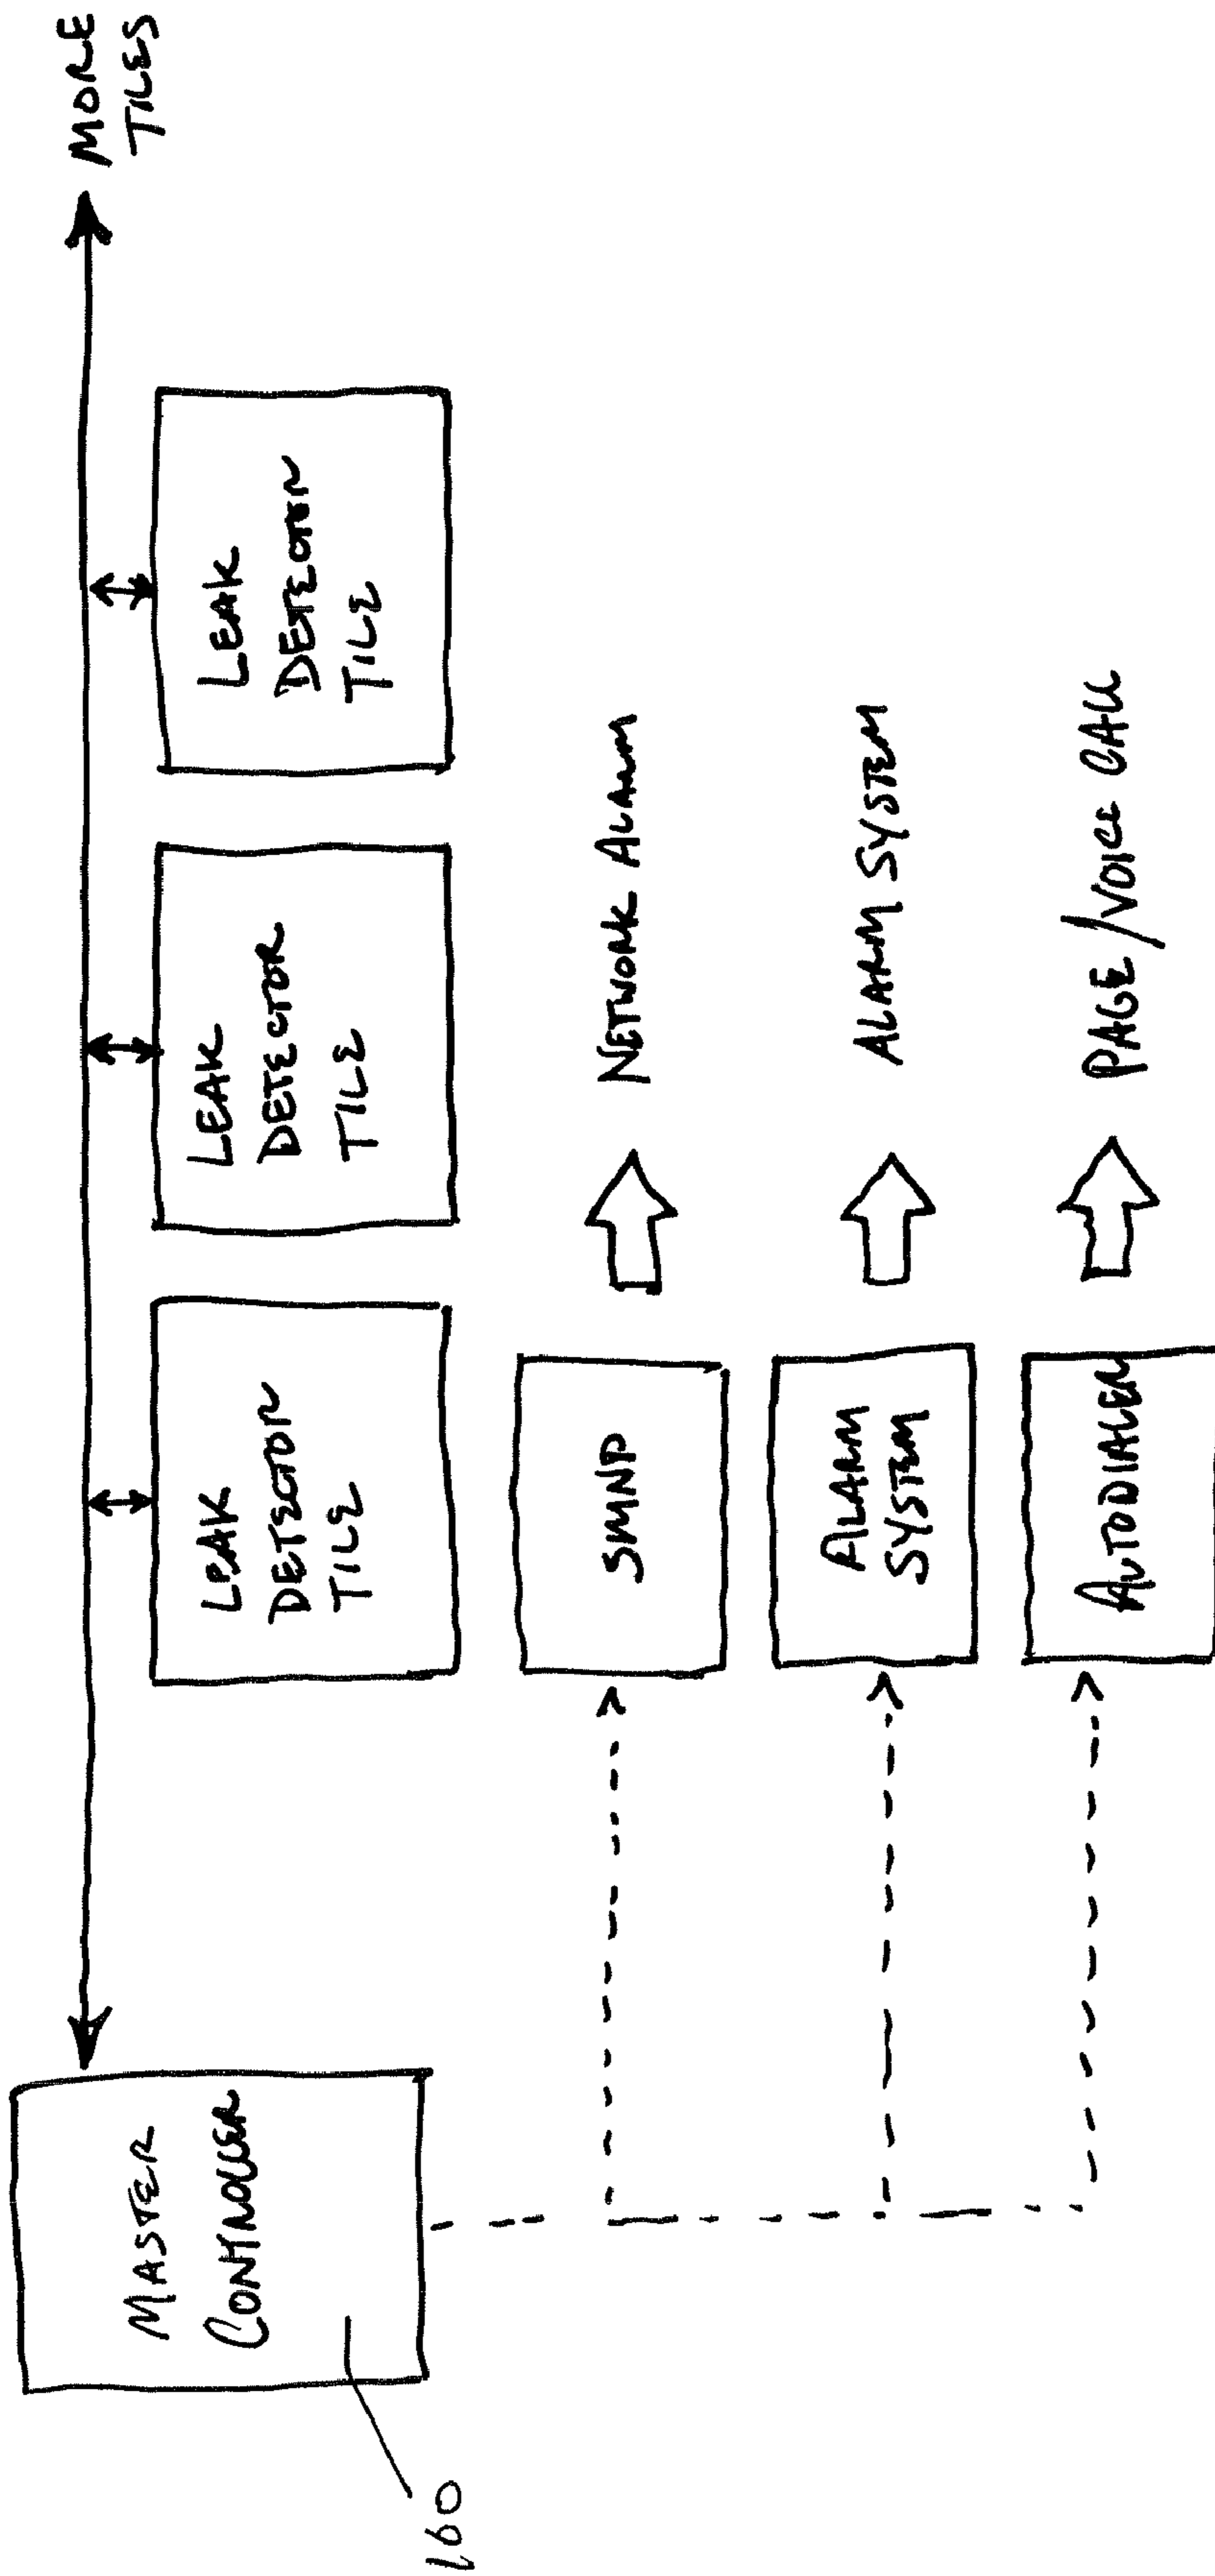 MORE
TILES
MASTER
CONTROLLER
160
LEAK
DETECTOR
TILE
LEAK
DETECTOR
TILE
LEAK
DETECTOR
TILE
SMNP
NETWORK ALARM
ALARM
SYSTEM
ALARM SYSTEM
AUTODIALER
PAGE/VOICE CALL